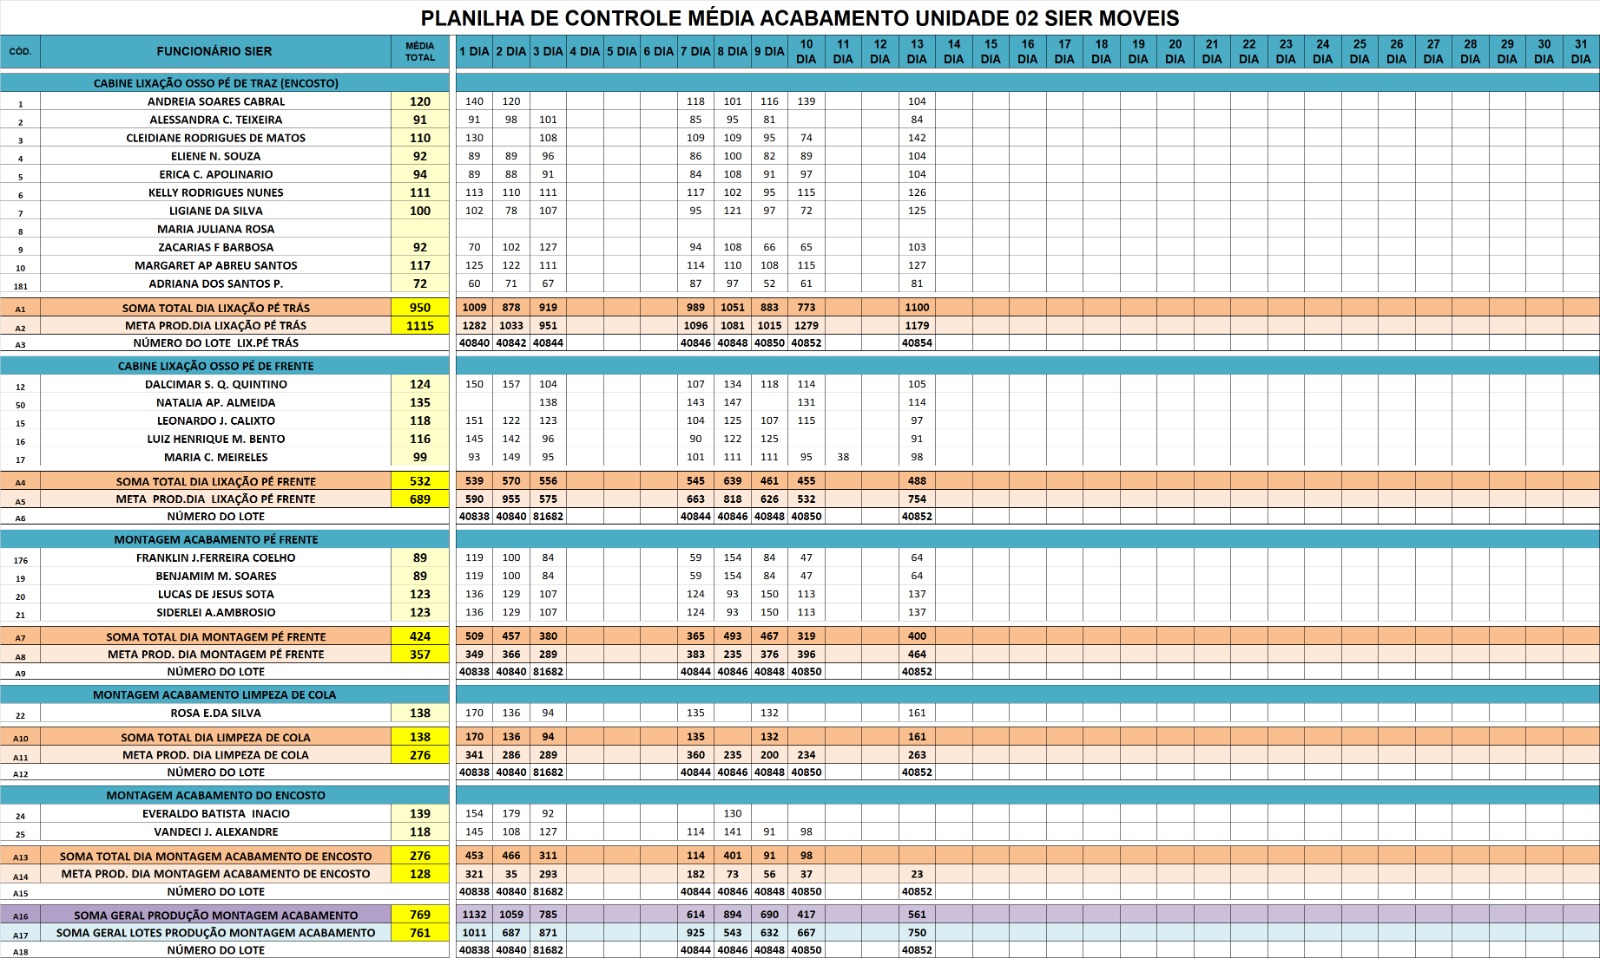 PLANILHA DE CONTROLE MÉDIA ACABAMENTO UNIDADE 02 SIER MOVEIS
CÓD. FUNCIONÁRIO SIER MÉDIA TOTAL 1 DIA 2 DIA 3 DIA 4 DIA 5 DIA 6 DIA 7 DIA 8 DIA 9 DIA 10 DIA 11 DIA 12 DIA 13 DIA 14 DIA 15 DIA 16 DIA 17 DIA 18 DIA 19 DIA 20 DIA 21 DIA 22 DIA 23 DIA 24 DIA 25 DIA 26 DIA 27 DIA 28 DIA 29 DIA 30 DIA 31 DIA
CABINE LIXAÇÃO OSSO PÉ DE TRAZ (ENCOSTO)
1 ANDREIA SOARES CABRAL 120 140 120 118 101 116 139 104
2 ALESSANDRA C. TEIXEIRA 91 91 98 101 85 95 81 84
3 CLEIDIANE RODRIGUES DE MATOS 110 130 108 109 109 95 74 142
4 ELIENE N. SOUZA 92 89 89 96 86 100 82 89 104
5 ERICA C. APOLINARIO 94 89 88 91 84 108 91 97 104
6 KELLY RODRIGUES NUNES 111 113 110 111 117 102 95 115 126
7 LIGIANE DA SILVA 100 102 78 107 95 121 97 72 125
8 MARIA JULIANA ROSA
9 ZACARIAS F BARBOSA 92 70 102 127 94 108 66 65 103
10 MARGARET AP ABREU SANTOS 117 125 122 111 114 110 108 115 127
181 ADRIANA DOS SANTOS P. 72 60 71 67 87 97 52 61 81
A1 SOMA TOTAL DIA LIXAÇÃO PÉ TRÁS 950 1009 878 919 989 1051 883 773 1100
A2 META PROD.DIA LIXAÇÃO PÉ TRÁS 1115 1282 1033 951 1096 1081 1015 1279 1179
A3 NÚMERO DO LOTE LIX.PÉ TRÁS 40840 40842 40844 40846 40848 40850 40852 40854
CABINE LIXAÇÃO OSSO PÉ DE FRENTE
12 DALCIMAR S. Q. QUINTINO 124 150 157 104 107 134 118 114 105
50 NATALIA AP. ALMEIDA 135 138 143 147 131 114
15 LEONARDO J. CALIXTO 118 151 122 123 104 125 107 115 97
16 LUIZ HENRIQUE M. BENTO 116 145 142 96 90 122 125 91
17 MARIA C. MEIRELES 99 93 149 95 101 111 111 95 38 98
A4 SOMA TOTAL DIA LIXAÇÃO PÉ FRENTE 532 539 570 556 545 639 461 455 488
A5 META PROD.DIA LIXAÇÃO PÉ FRENTE 689 590 955 575 663 818 626 532 754
A6 NÚMERO DO LOTE 40838 40840 81682 40844 40846 40848 40850 40852
MONTAGEM ACABAMENTO PÉ FRENTE
176 FRANKLIN J.FERREIRA COELHO 89 119 100 84 59 154 84 47 64
19 BENJAMIM M. SOARES 89 119 100 84 59 154 84 47 64
20 LUCAS DE JESUS SOTA 123 136 129 107 124 93 150 113 137
21 SIDERLEI A.AMBROSIO 123 136 129 107 124 93 150 113 137
A7 SOMA TOTAL DIA MONTAGEM PÉ FRENTE 424 509 457 380 365 493 467 319 400
A8 META PROD. DIA MONTAGEM PÉ FRENTE 357 349 366 289 383 235 376 396 464
A9 NÚMERO DO LOTE 40838 40840 81682 40844 40846 40848 40850 40852
MONTAGEM ACABAMENTO LIMPEZA DE COLA
22 ROSA E.DA SILVA 138 170 136 94 135 132 161
A10 SOMA TOTAL DIA LIMPEZA DE COLA 138 170 136 94 135 132 161
A11 META PROD. DIA LIMPEZA DE COLA 276 341 286 289 360 235 200 234 263
A12 NÚMERO DO LOTE 40838 40840 81682 40844 40846 40848 40850 40852
MONTAGEM ACABAMENTO DO ENCOSTO
24 EVERALDO BATISTA INACIO 139 154 179 92 130
25 VANDECI J. ALEXANDRE 118 145 108 127 114 141 91 98
A13 SOMA TOTAL DIA MONTAGEM ACABAMENTO DE ENCOSTO 276 453 466 311 114 401 91 98
A14 META PROD. DIA MONTAGEM ACABAMENTO DE ENCOSTO 128 321 35 293 182 73 56 37 23
A15 NÚMERO DO LOTE 40838 40840 81682 40844 40846 40848 40850 40852
A16 SOMA GERAL PRODUÇÃO MONTAGEM ACABAMENTO 769 1132 1059 785 614 894 690 417 561
A17 SOMA GERAL LOTES PRODUÇÃO MONTAGEM ACABAMENTO 761 1011 687 871 925 543 632 667 750
A18 NÚMERO DO LOTE 40838 40840 81682 40844 40846 40848 40850 40852